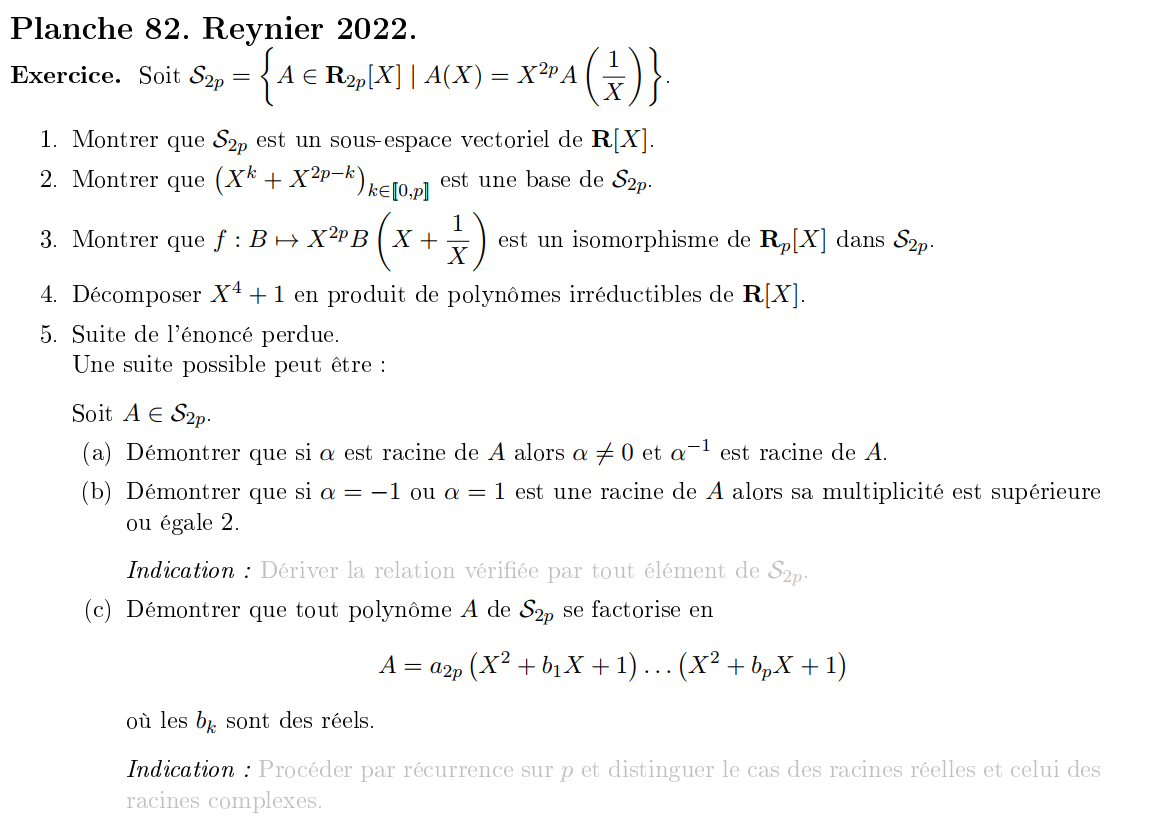 Planche 82. Reynier 2022.
Exercice. Soit $\mathcal{S}_{2p} = \left\{ A \in \mathbf{R}_{2p}[X] \mid A(X) = X^{2p} A\left(\dfrac{1}{X}\right) \right\}$.
1. Montrer que $\mathcal{S}_{2p}$ est un sous-espace vectoriel de $\mathbf{R}[X]$.
2. Montrer que $\left(X^k + X^{2p-k}\right)_{k \in [\![0,p]\!]}$ est une base de $\mathcal{S}_{2p}$.
3. Montrer que $f : B \mapsto X^{2p} B\left(X + \dfrac{1}{X}\right)$ est un isomorphisme de $\mathbf{R}_p[X]$ dans $\mathcal{S}_{2p}$.
4. Décomposer $X^4 + 1$ en produit de polynômes irréductibles de $\mathbf{R}[X]$.
5. Suite de l'énoncé perdue.
Une suite possible peut être :
Soit $A \in \mathcal{S}_{2p}$.
(a) Démontrer que si $\alpha$ est racine de $A$ alors $\alpha \neq 0$ et $\alpha^{-1}$ est racine de $A$.
(b) Démontrer que si $\alpha = -1$ ou $\alpha = 1$ est une racine de $A$ alors sa multiplicité est supérieure
ou égale 2.
Indication : Dériver la relation vérifiée par tout élément de $\mathcal{S}_{2p}$.
(c) Démontrer que tout polynôme $A$ de $\mathcal{S}_{2p}$ se factorise en
$A = a_{2p}\left(X^2 + b_1 X + 1\right) \ldots \left(X^2 + b_p X + 1\right)$
où les $b_k$ sont des réels.
Indication : Procéder par récurrence sur $p$ et distinguer le cas des racines réelles et celui des
racines complexes.